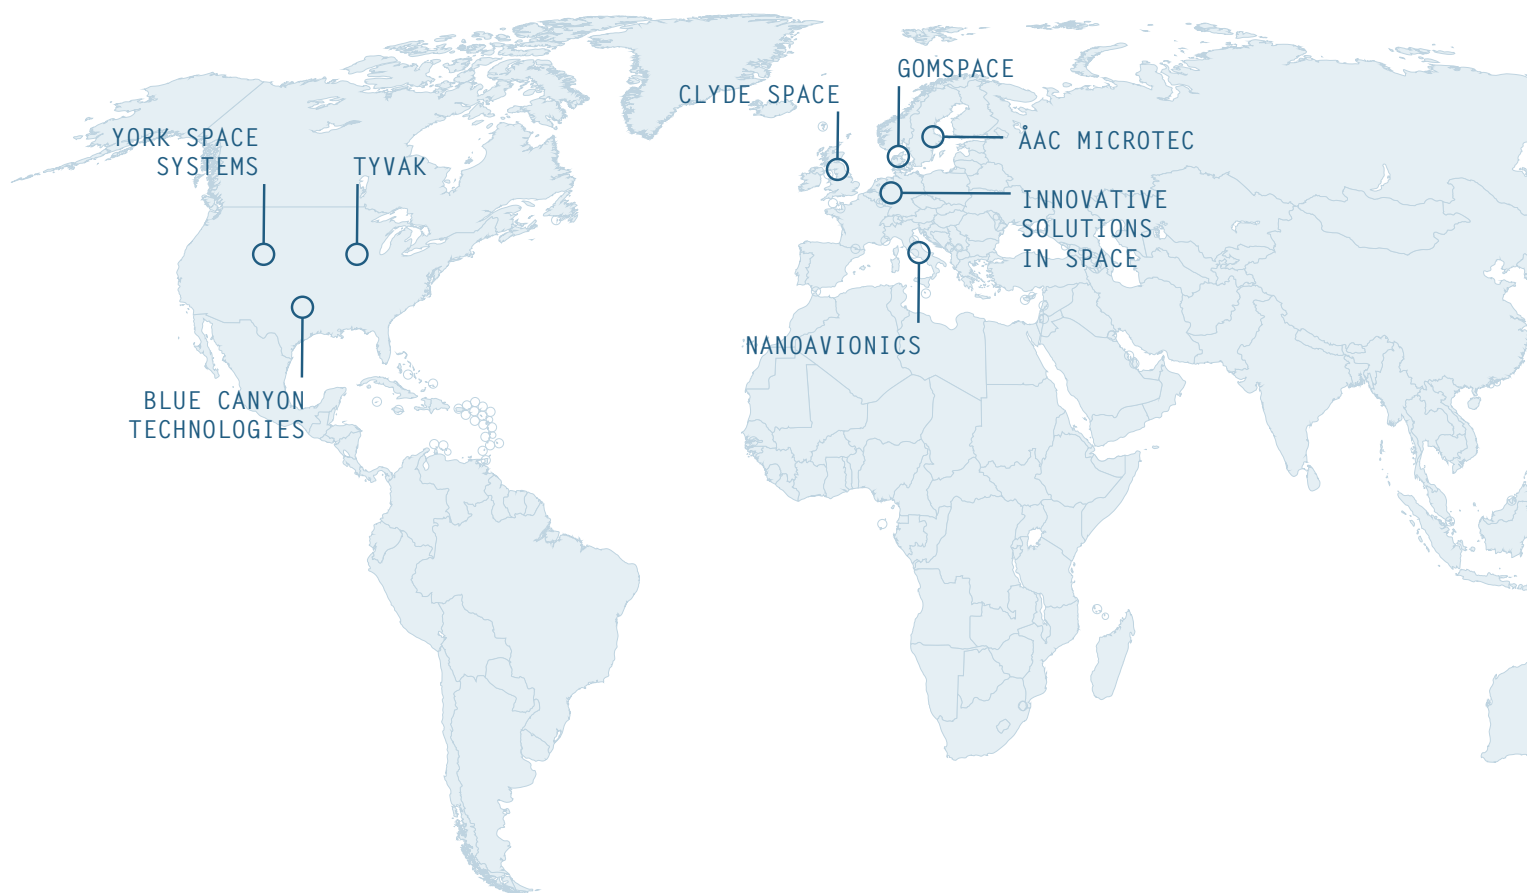 GOMSPACE
CLYDE SPACE
YORK SPACE
SYSTEMS
TYVAK
ÅAC MICROTEC
INNOVATIVE
SOLUTIONS
IN SPACE
NANOAVIONICS
BLUE CANYON
TECHNOLOGIES